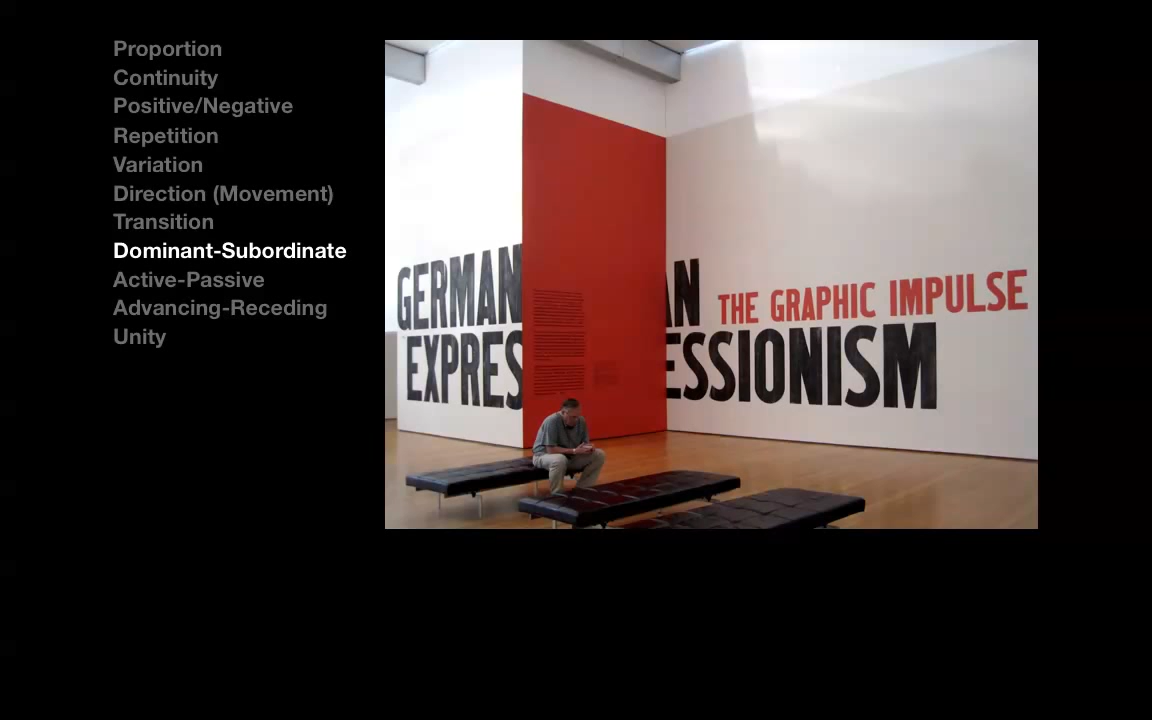 Proportion
Continuity
Positive/Negative
Repetition
Variation
Direction (Movement)
Transition
Dominant-Subordinate
Active-Passive
Advancing-Receding
Unity
GERMAN
EXPRES
AN
THE GRAPHIC IMPULSE
ESSIONISM